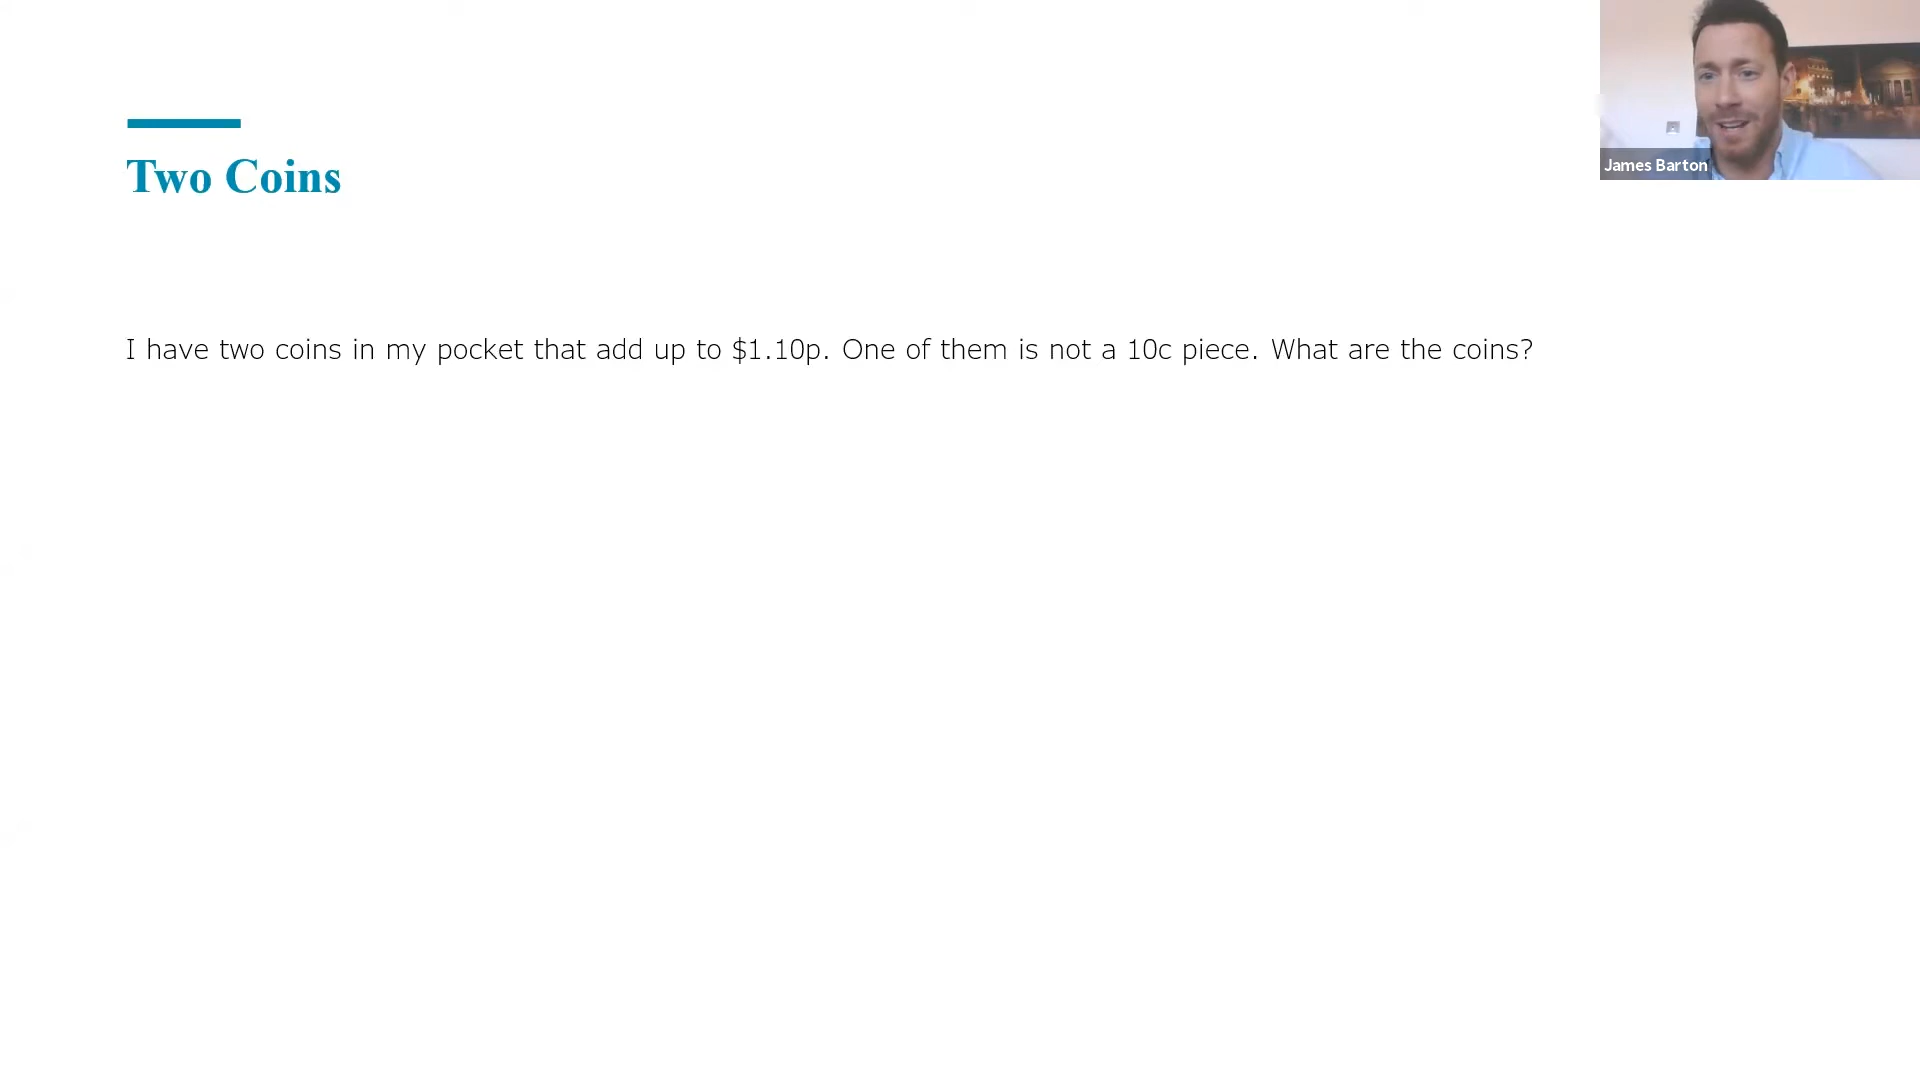 Two Coins
James Barton
I have two coins in my pocket that add up to $1.10p. One of them is not a 10c piece. What are the coins?